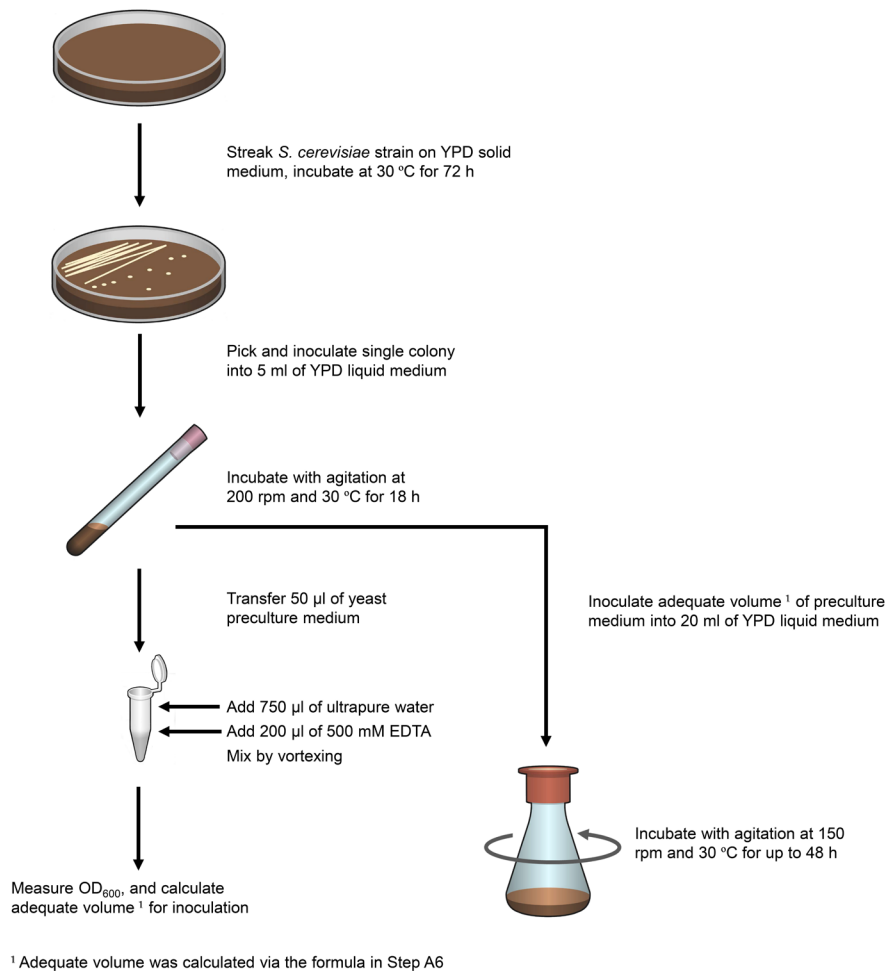 Streak S. cerevisiae strain on YPD solid
medium, incubate at 30 ºC for 72 h
Pick and inoculate single colony
into 5 ml of YPD liquid medium
Incubate with agitation at
200 rpm and 30 ºC for 18 h
Transfer 50 µl of yeast
preculture medium
Inoculate adequate volume ¹ of preculture
medium into 20 ml of YPD liquid medium
Add 750 µl of ultrapure water
Add 200 µl of 500 mM EDTA
Mix by vortexing
Incubate with agitation at 150
rpm and 30 ºC for up to 48 h
Measure OD₆₀₀, and calculate
adequate volume ¹ for inoculation
¹ Adequate volume was calculated via the formula in Step A6